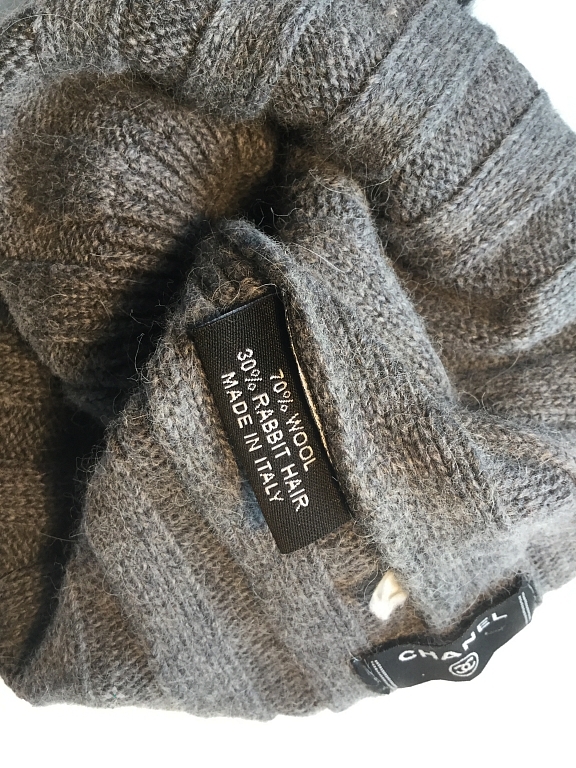 70% WOOL
30% RABBIT HAIR
MADE IN ITALY
CHANEL